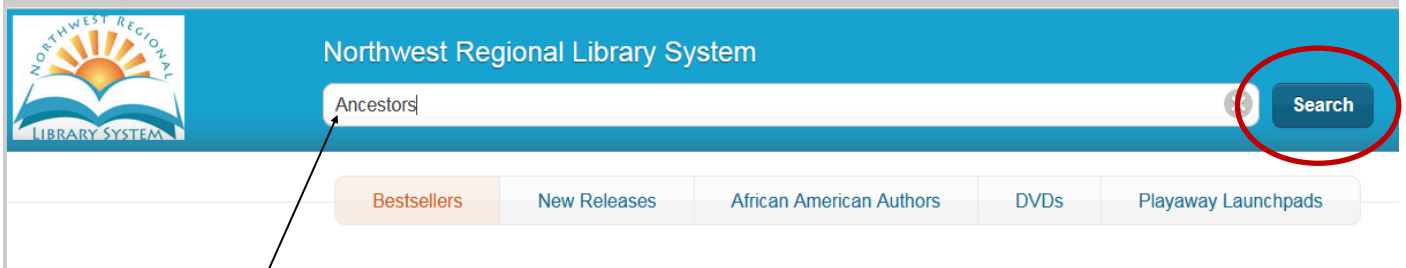 NORTHWEST REGIONAL
LIBRARY SYSTEM
Northwest Regional Library System
Ancestors
Search
Bestsellers New Releases African American Authors DVDs Playaway Launchpads